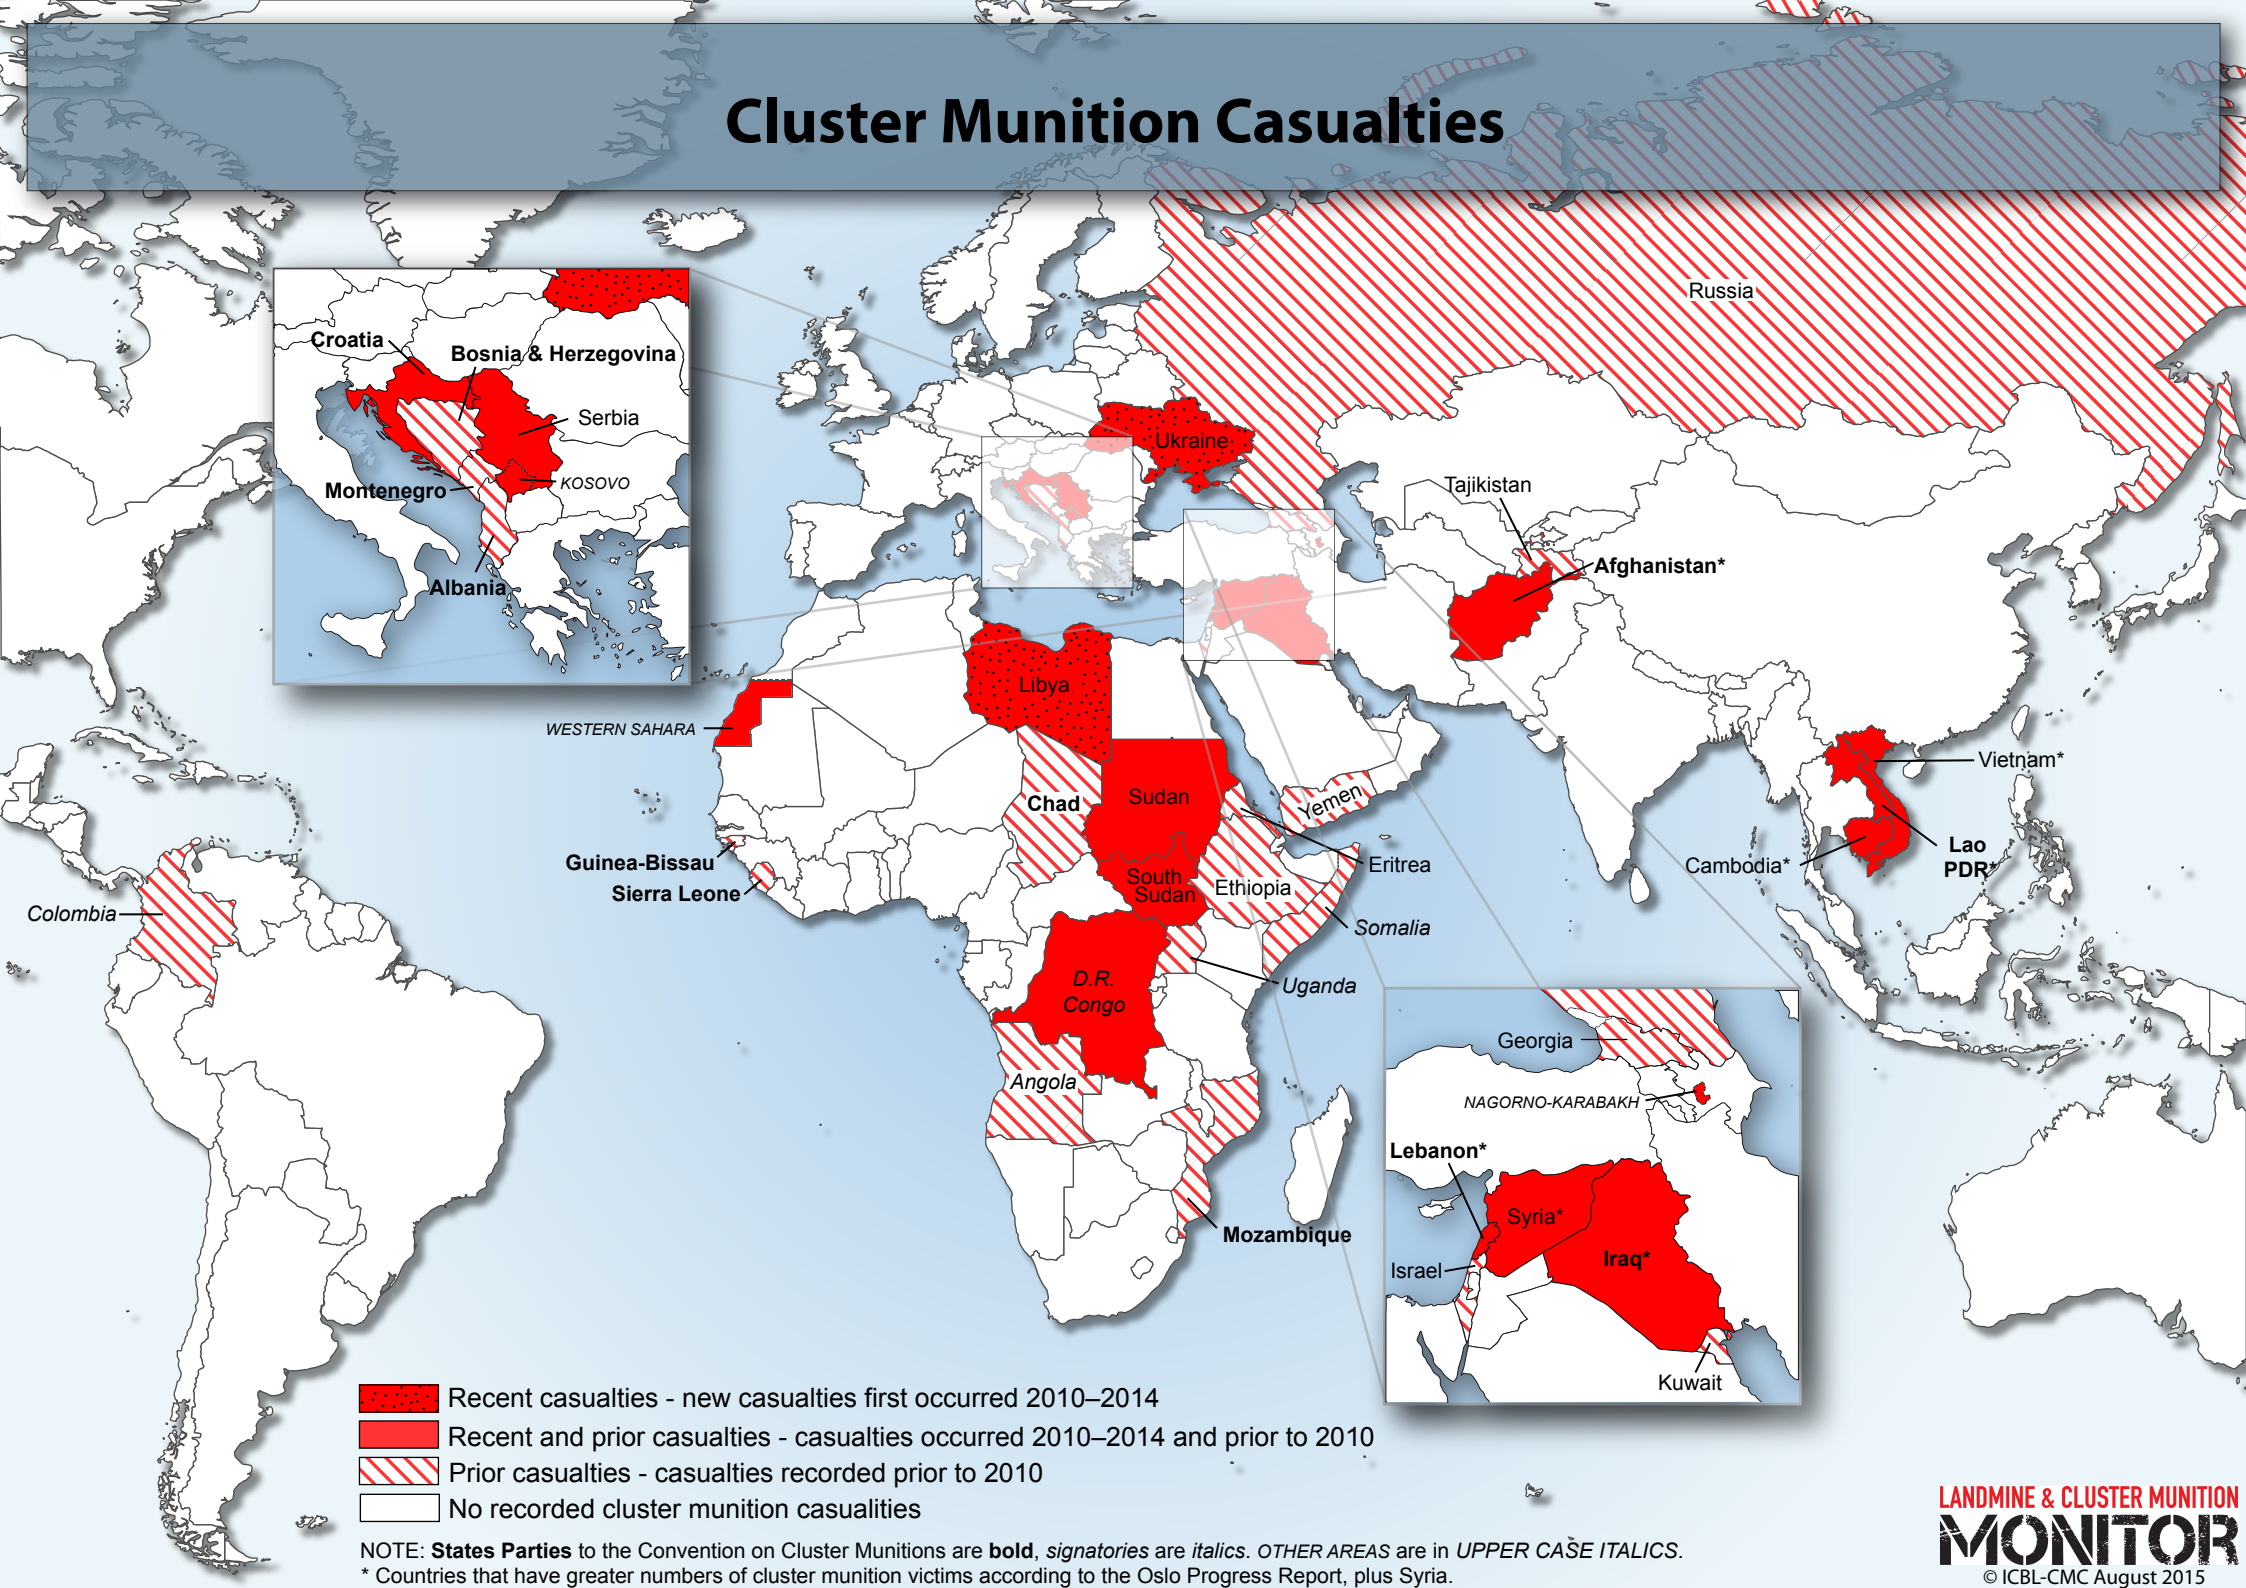 Cluster Munition Casualties
Russia
Croatia
Bosnia & Herzegovina
Serbia
Montenegro
KOSOVO
Albania
Ukraine
Tajikistan
Afghanistan*
Libya
WESTERN SAHARA
Vietnam*
Chad
Sudan
Yemen
Guinea-Bissau
Sierra Leone
South
Sudan
Ethiopia
Eritrea
Cambodia*
Lao
PDR*
Colombia
Somalia
D.R.
Congo
Uganda
Angola
Mozambique
Georgia
NAGORNO-KARABAKH
Lebanon*
Syria*
Iraq*
Israel
Kuwait
Recent casualties - new casualties first occurred 2010–2014
Recent and prior casualties - casualties occurred 2010–2014 and prior to 2010
Prior casualties - casualties recorded prior to 2010
No recorded cluster munition casualities
NOTE: States Parties to the Convention on Cluster Munitions are bold, signatories are italics. OTHER AREAS are in UPPER CASE ITALICS.
* Countries that have greater numbers of cluster munition victims according to the Oslo Progress Report, plus Syria.
LANDMINE & CLUSTER MUNITION
MONITOR
© ICBL-CMC August 2015